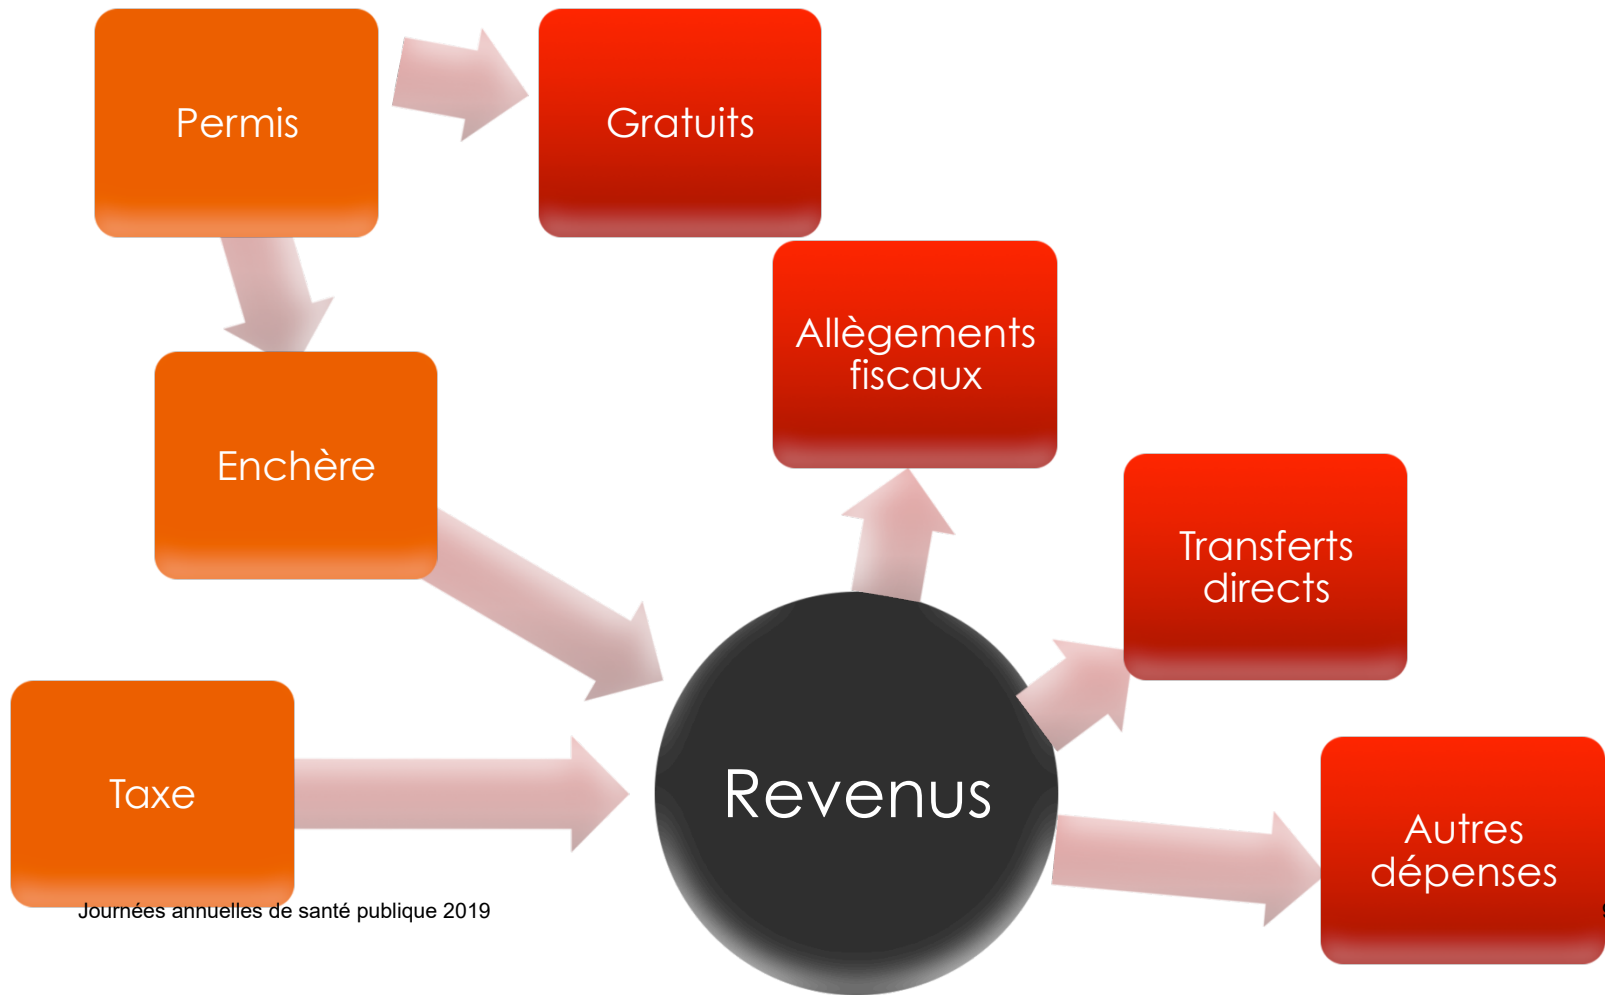 Permis
Gratuits
Allègements
fiscaux
Enchère
Transferts
directs
Taxe
Revenus
Autres
dépenses
Journées annuelles de santé publique 2019